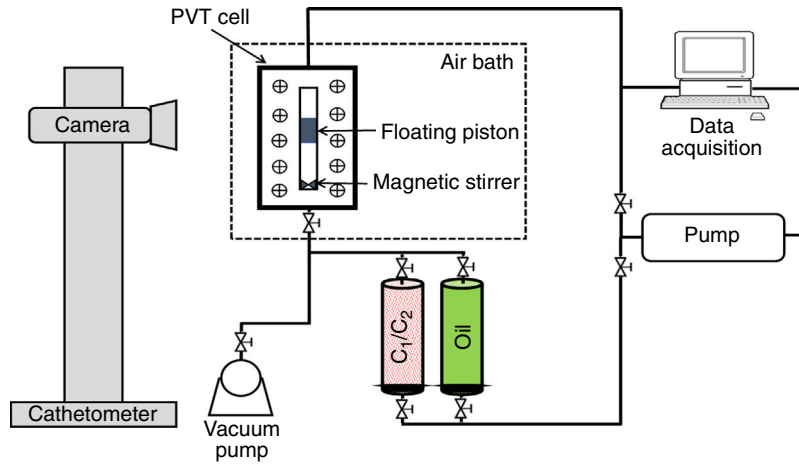 PVT cell
Air bath
Camera
Floating piston
Magnetic stirrer
Data
acquisition
Pump
C₁/C₂
Oil
Cathetometer
Vacuum
pump